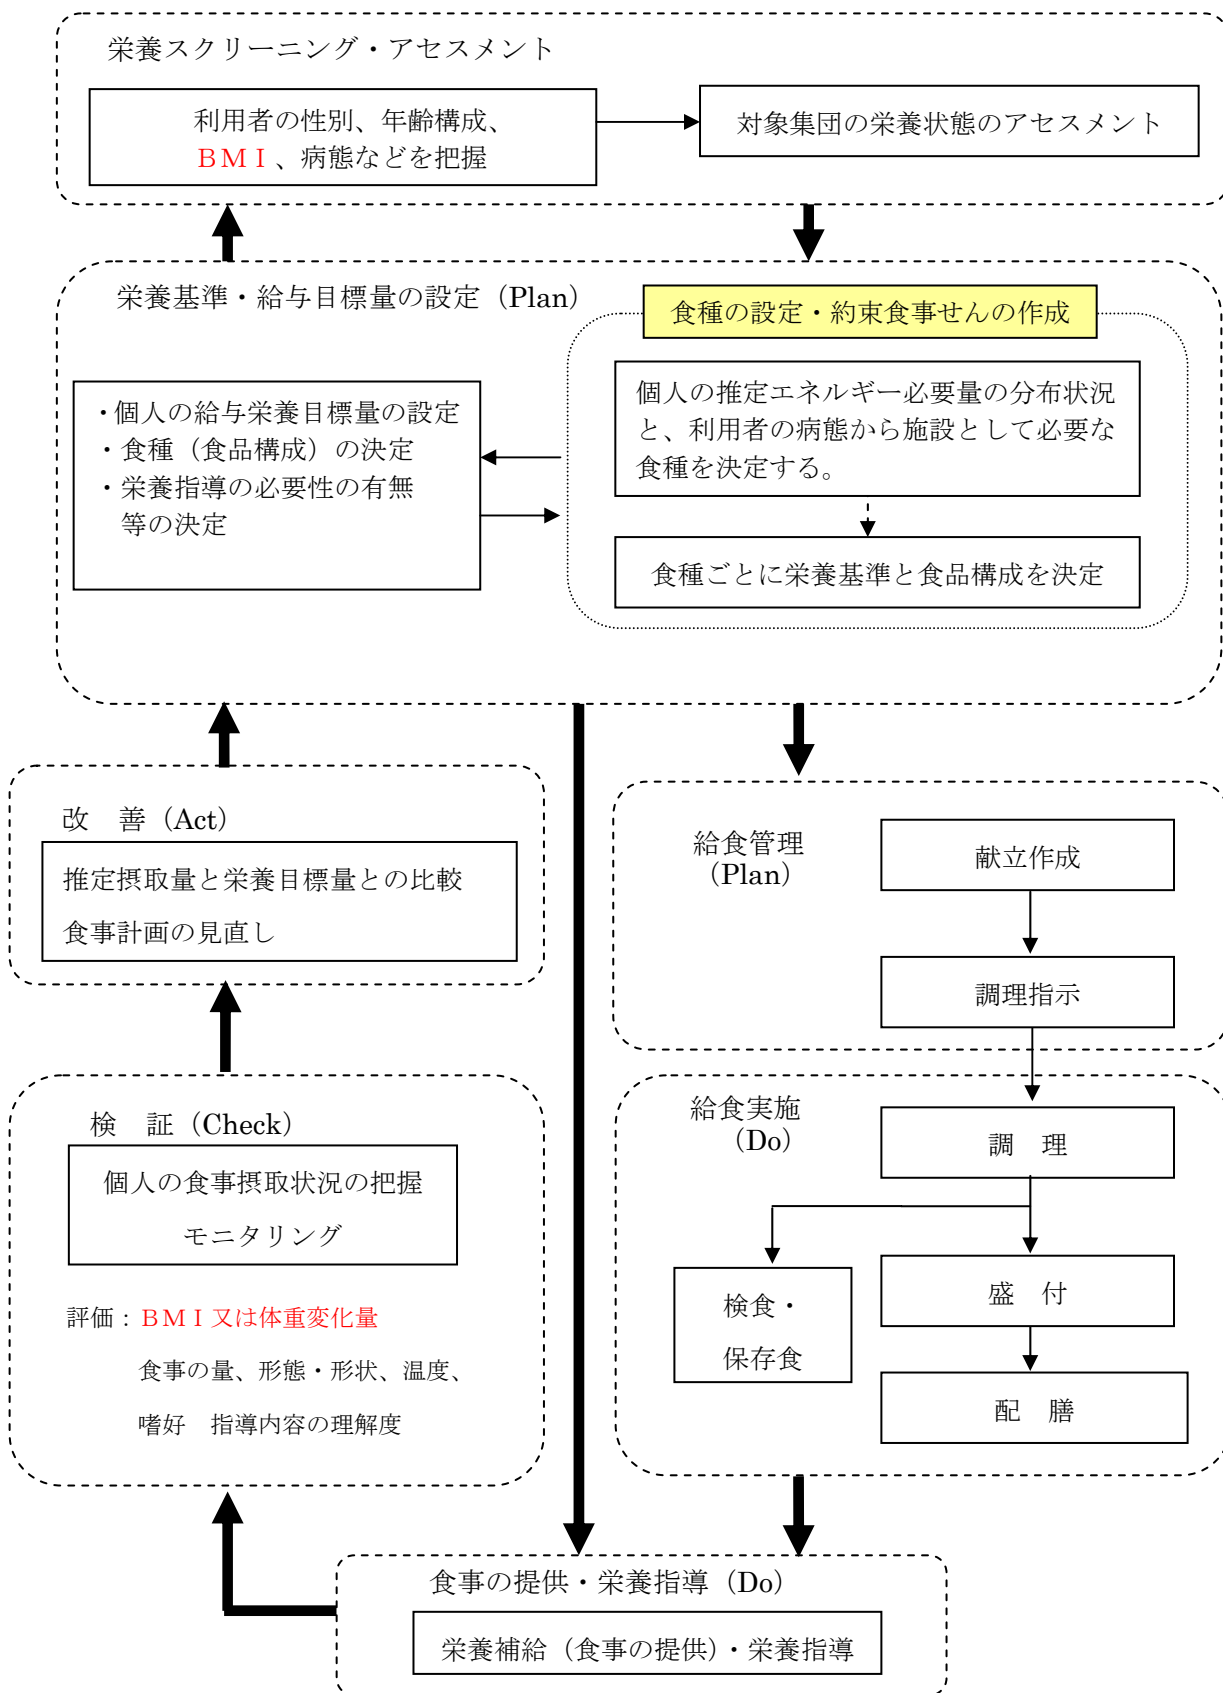 栄養スクリーニング・アセスメント
利用者の性別、年齢構成、
ＢＭＩ、病態などを把握
対象集団の栄養状態のアセスメント
栄養基準・給与目標量の設定（Plan）
食種の設定・約束食事せんの作成
・個人の給与栄養目標量の設定
・食種（食品構成）の決定
・栄養指導の必要性の有無
等の決定
個人の推定エネルギー必要量の分布状況
と、利用者の病態から施設として必要な
食種を決定する。
食種ごとに栄養基準と食品構成を決定
改　善（Act）
推定摂取量と栄養目標量との比較
食事計画の見直し
給食管理
（Plan）
献立作成
調理指示
検　証（Check）
個人の食事摂取状況の把握
モニタリング
評価：ＢＭＩ又は体重変化量
食事の量、形態・形状、温度、
嗜好　指導内容の理解度
給食実施
（Do）
調　理
検食・
保存食
盛　付
配　膳
食事の提供・栄養指導（Do）
栄養補給（食事の提供）・栄養指導